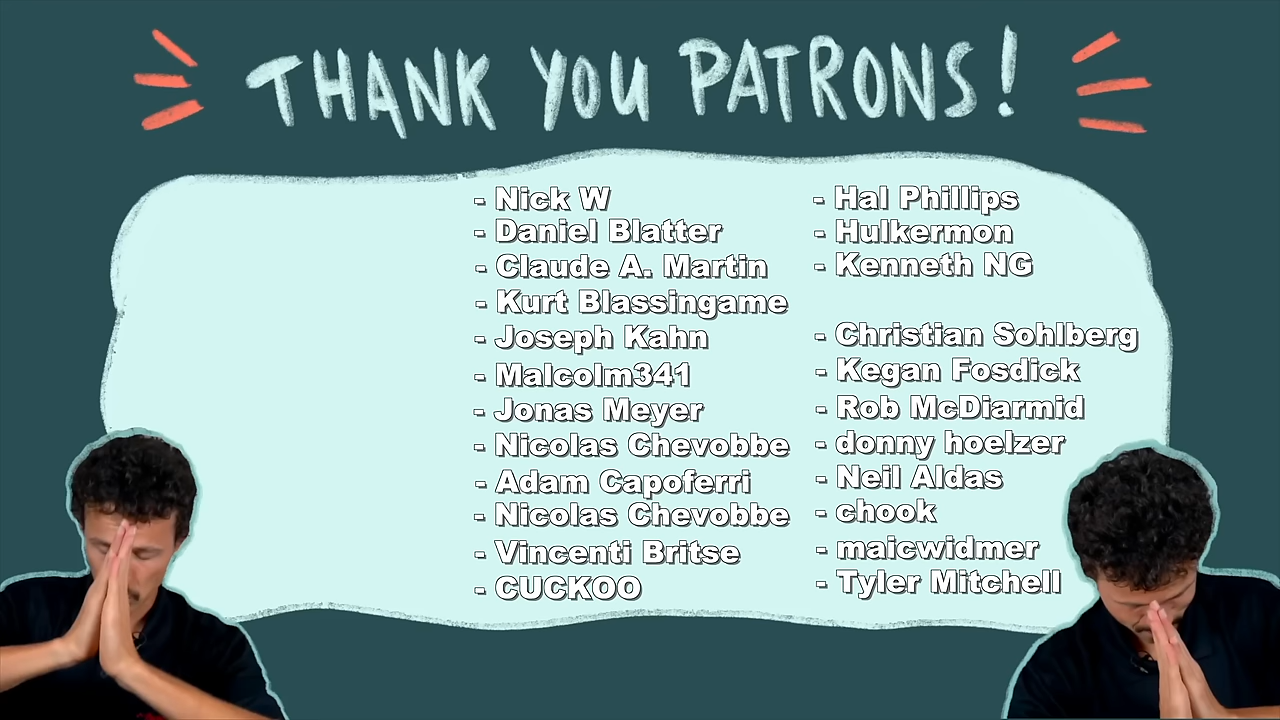 THANK YOU PATRONS!
- Nick W
- Daniel Blatter
- Claude A. Martin
- Kurt Blassingame
- Joseph Kahn
- Malcolm341
- Jonas Meyer
- Nicolas Chevobbe
- Adam Capoferri
- Nicolas Chevobbe
- Vincenti Britse
- CUCKOO
- Hal Phillips
- Hulkermon
- Kenneth NG
- Christian Sohlberg
- Kegan Fosdick
- Rob McDiarmid
- donny hoelzer
- Neil Aldas
- chook
- maicwidmer
- Tyler Mitchell